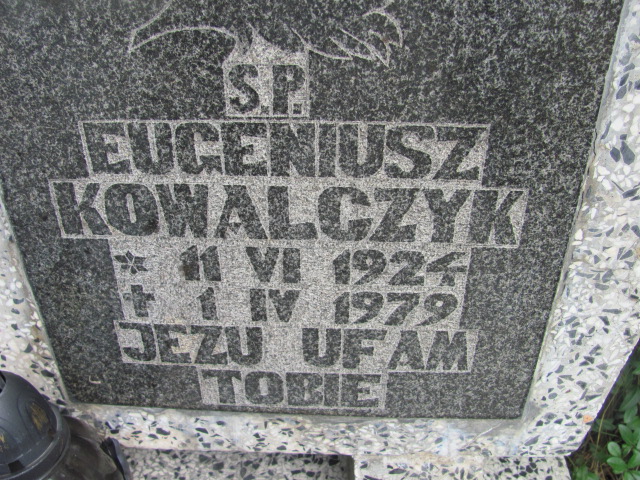 S.P.
EUGENIUSZ
KOWALCZYK
* 11 VI 1924
✝ 1 IV 1979
JEZU UFAM
TOBIE